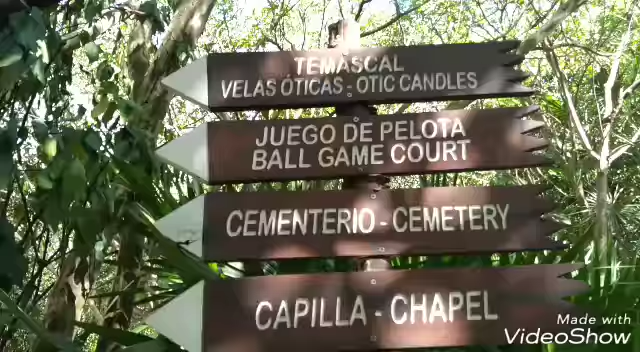 TEMASCAL
VELAS ÓTICAS - OTIC CANDLES
JUEGO DE PELOTA
BALL GAME COURT
CEMENTERIO - CEMETERY
CAPILLA - CHAPEL
Made with
VideoShow